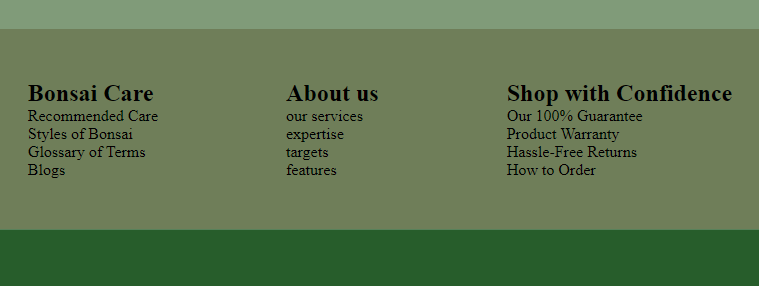 Bonsai Care
Recommended Care
Styles of Bonsai
Glossary of Terms
Blogs
About us
our services
expertise
targets
features
Shop with Confidence
Our 100% Guarantee
Product Warranty
Hassle-Free Returns
How to Order